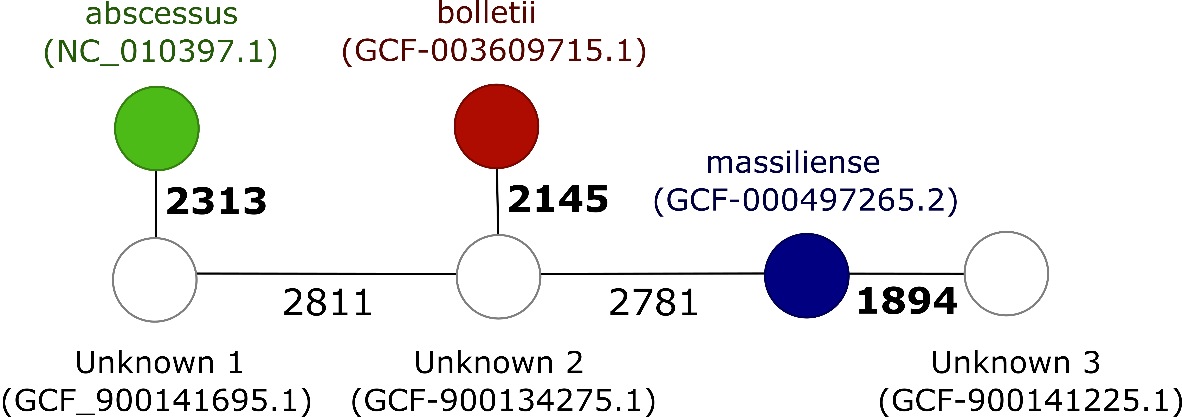 abscessus
(NC_010397.1)
bolletii
(GCF-003609715.1)
massiliense
(GCF-000497265.2)
2313
2145
2811
2781
1894
Unknown 1
(GCF_900141695.1)
Unknown 2
(GCF-900134275.1)
Unknown 3
(GCF-900141225.1)